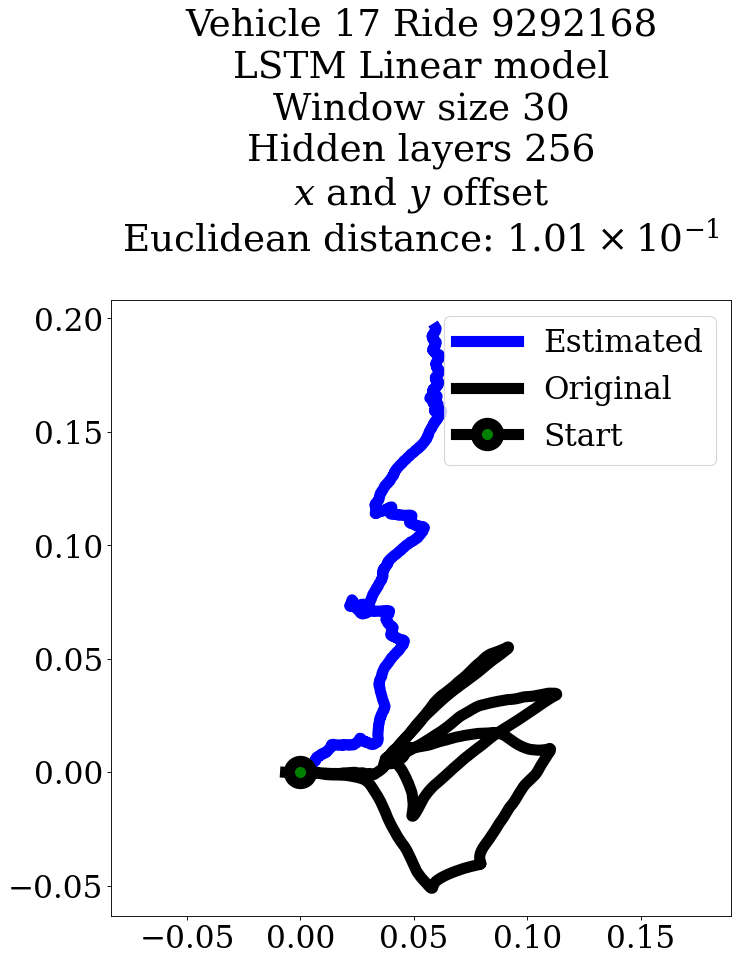 Vehicle 17 Ride 9292168
LSTM Linear model
Window size 30
Hidden layers 256
x and y offset
Euclidean distance: 1.01 × 10⁻¹
0.20
0.15
0.10
0.05
0.00
−0.05
Estimated
Original
Start
−0.05 0.00 0.05 0.10 0.15